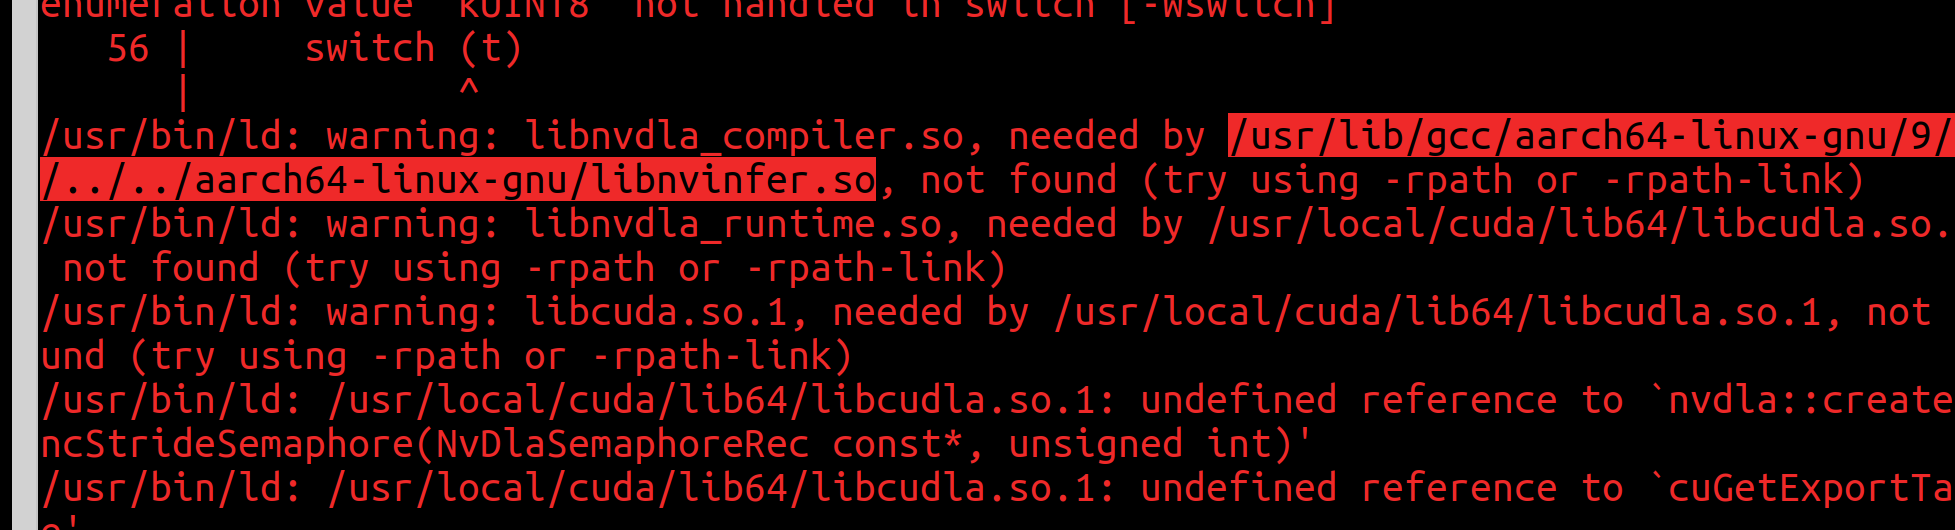 enumeration value 'kUINT8' not handled in switch [-Wswitch]
56 |     switch (t)
|            ^
/usr/bin/ld: warning: libnvdla_compiler.so, needed by /usr/lib/gcc/aarch64-linux-gnu/9/
/../../aarch64-linux-gnu/libnvinfer.so, not found (try using -rpath or -rpath-link)
/usr/bin/ld: warning: libnvdla_runtime.so, needed by /usr/local/cuda/lib64/libcudla.so.
not found (try using -rpath or -rpath-link)
/usr/bin/ld: warning: libcuda.so.1, needed by /usr/local/cuda/lib64/libcudla.so.1, not
und (try using -rpath or -rpath-link)
/usr/bin/ld: /usr/local/cuda/lib64/libcudla.so.1: undefined reference to `nvdla::create
ncStrideSemaphore(NvDlaSemaphoreRec const*, unsigned int)'
/usr/bin/ld: /usr/local/cuda/lib64/libcudla.so.1: undefined reference to `cuGetExportTa